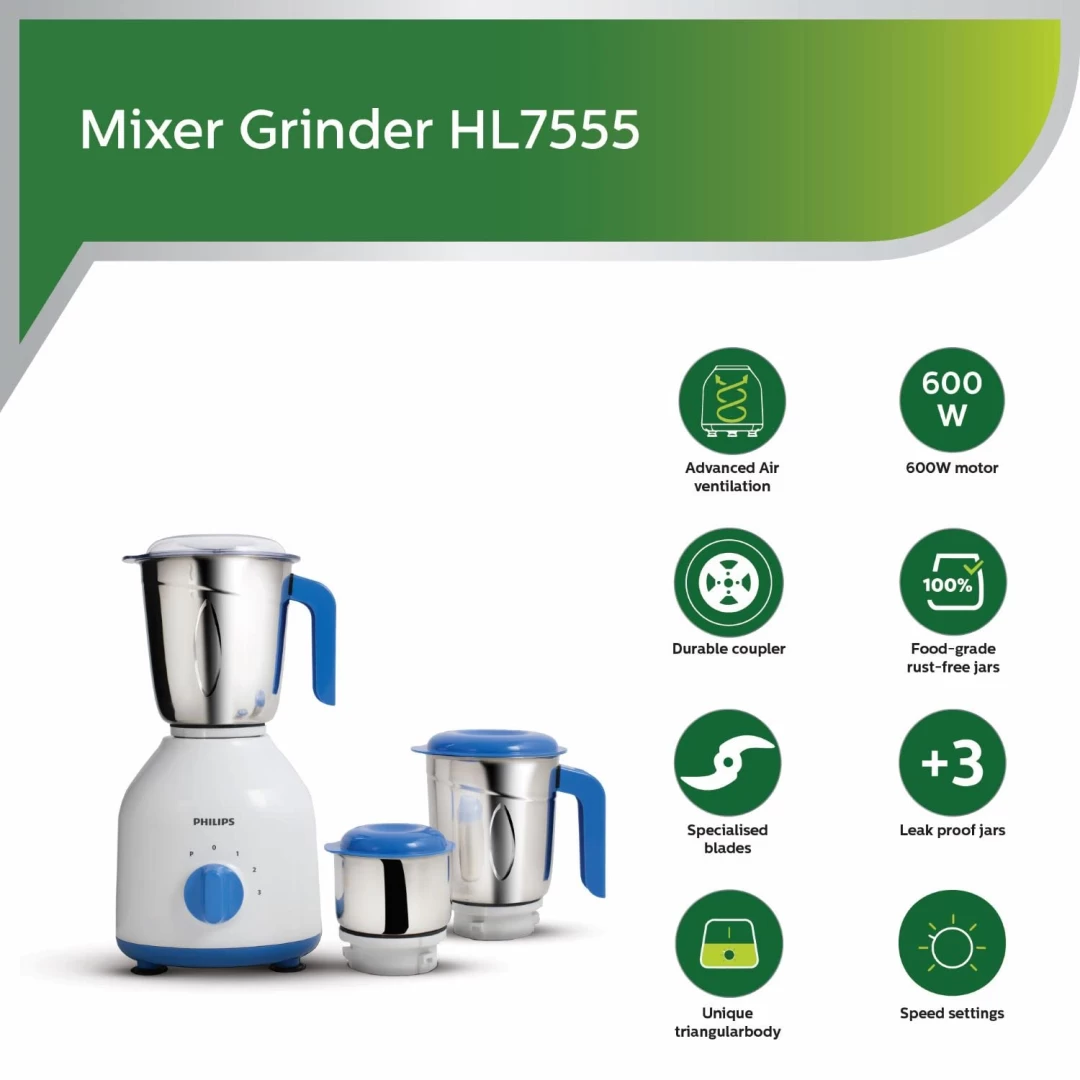 Mixer Grinder HL7555
600
W
Advanced Air
ventilation
600W motor
100%
Durable coupler
Food-grade
rust-free jars
+3
Specialised
blades
Leak proof jars
PHILIPS
P 0 1
2
3
Unique
triangularbody
Speed settings